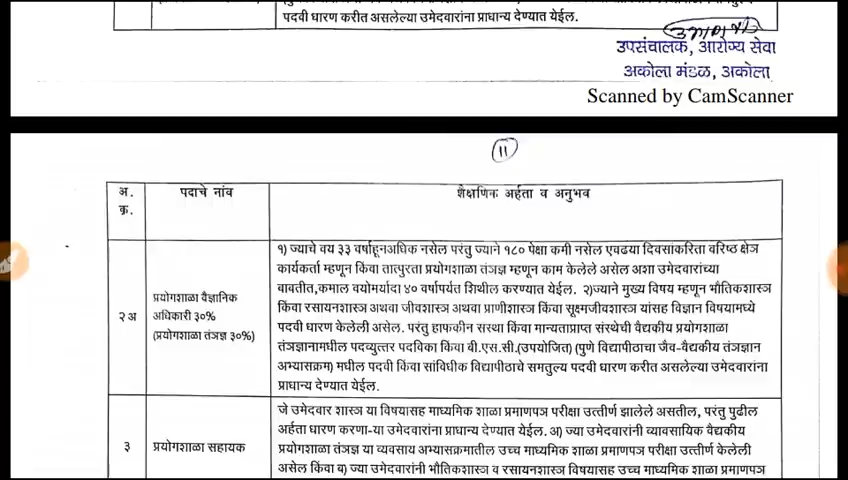 पदवी धारण करीत असलेल्या उमेदवारांना प्राधान्य देण्यात येईल.
उपसंचालक, आरोग्य सेवा
अकोला मंडळ, अकोला
Scanned by CamScanner
११
अ. क्र.
पदाचे नांव
शैक्षणिक अर्हता व अनुभव
२अ
प्रयोगशाळा वैज्ञानिक
अधिकारी ३०%
(प्रयोगशाळा तंत्रज्ञ ३०%)
१) ज्याचे वय ३३ वर्षाहून अधिक नसेल परंतु ज्याने १८० पेक्षा कमी नसेल एवढया दिवसाकरिता वरिष्ठ क्षेत्र
कार्यकर्ता म्हणून किंवा तात्पुरता प्रयोगशाळा तंत्रज्ञ म्हणून काम केलेले असेल अशा उमेदवारांच्या
बाबतीत,कमाल वयोमर्यादा ४० वर्षापर्यंत शिथील करण्यात येईल. २)ज्याने मुख्य विषय म्हणून भौतिकशास्त्र
किंवा रसायनशास्त्र अथवा जीवशास्त्र अथवा प्राणीशास्त्र किंवा सूक्ष्मजीवशास्त्र यांसह विज्ञान विषयामध्ये
पदवी धारण केलेली असेल. परंतु हाफकीन संस्था किंवा मान्यताप्राप्त संस्थेची वैद्यकीय प्रयोगशाळा
तंत्रज्ञानामधील पदव्युत्तर पदविका किंवा बी.एस.सी.(उपयोजित) (पुणे विद्यापीठाचा जैव-वैद्यकीय तंत्रज्ञान
अभ्यासक्रम) मधील पदवी किंवा सांविधीक विद्यापीठाचे समतुल्य पदवी धारण करीत असलेल्या उमेदवारांना
प्राधान्य देण्यात येईल.
३
प्रयोगशाळा सहायक
जे उमेदवार शास्त्र या विषयासह माध्यमिक शाळा प्रमाणपत्र परीक्षा उत्तीर्ण झालेले असतील, परंतु पुढील
अर्हता धारण करणा-या उमेदवारांना प्राधान्य देण्यात येईल. अ) ज्या उमेदवारांनी व्यावसायिक वैद्यकीय
प्रयोगशाळा तंत्रज्ञ या व्यवसाय अभ्यासक्रमातील उच्च माध्यमिक शाळा प्रमाणपत्र परीक्षा उत्तीर्ण केलेली
असेल किंवा ब) ज्या उमेदवारांनी भौतिकशास्त्र व रसायनशास्त्र विषयासह उच्च माध्यमिक शाळा प्रमाणपत्र